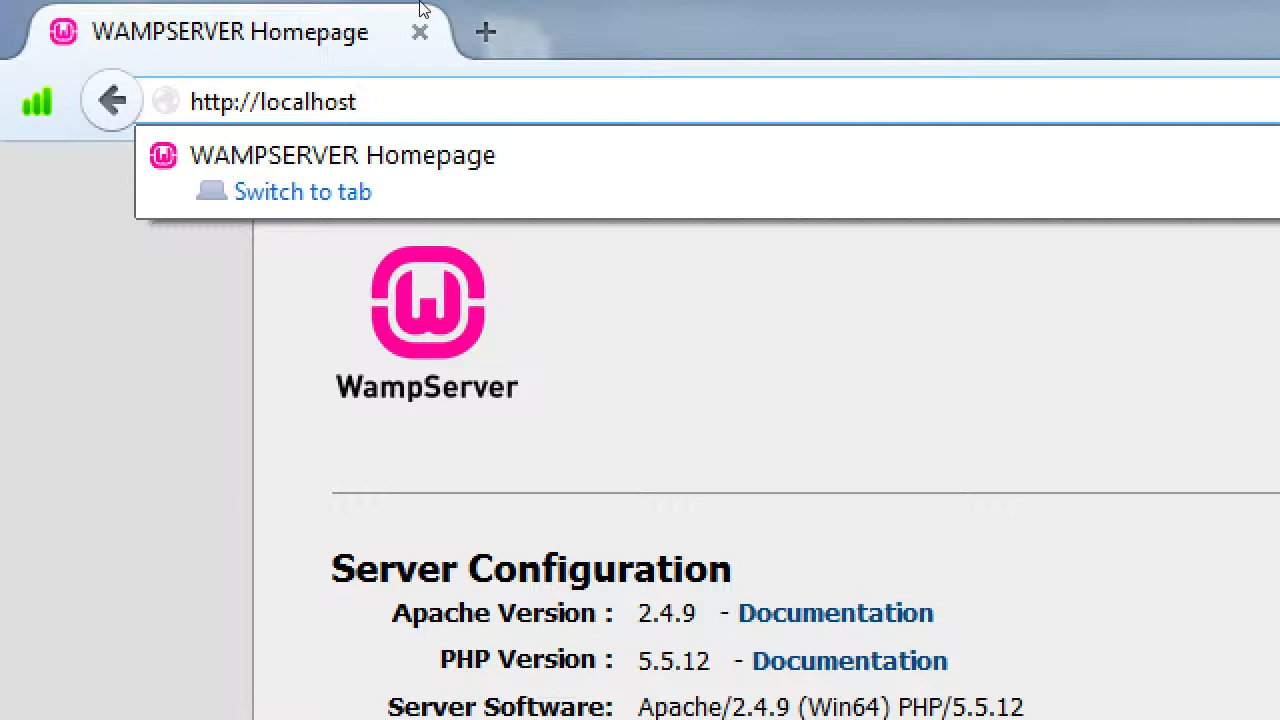 WAMPSERVER Homepage
http://localhost
WAMPSERVER Homepage
Switch to tab
WampServer
Server Configuration
Apache Version : 2.4.9 - Documentation
PHP Version : 5.5.12 - Documentation
Server Software: Apache/2.4.9 (Win64) PHP/5.5.12